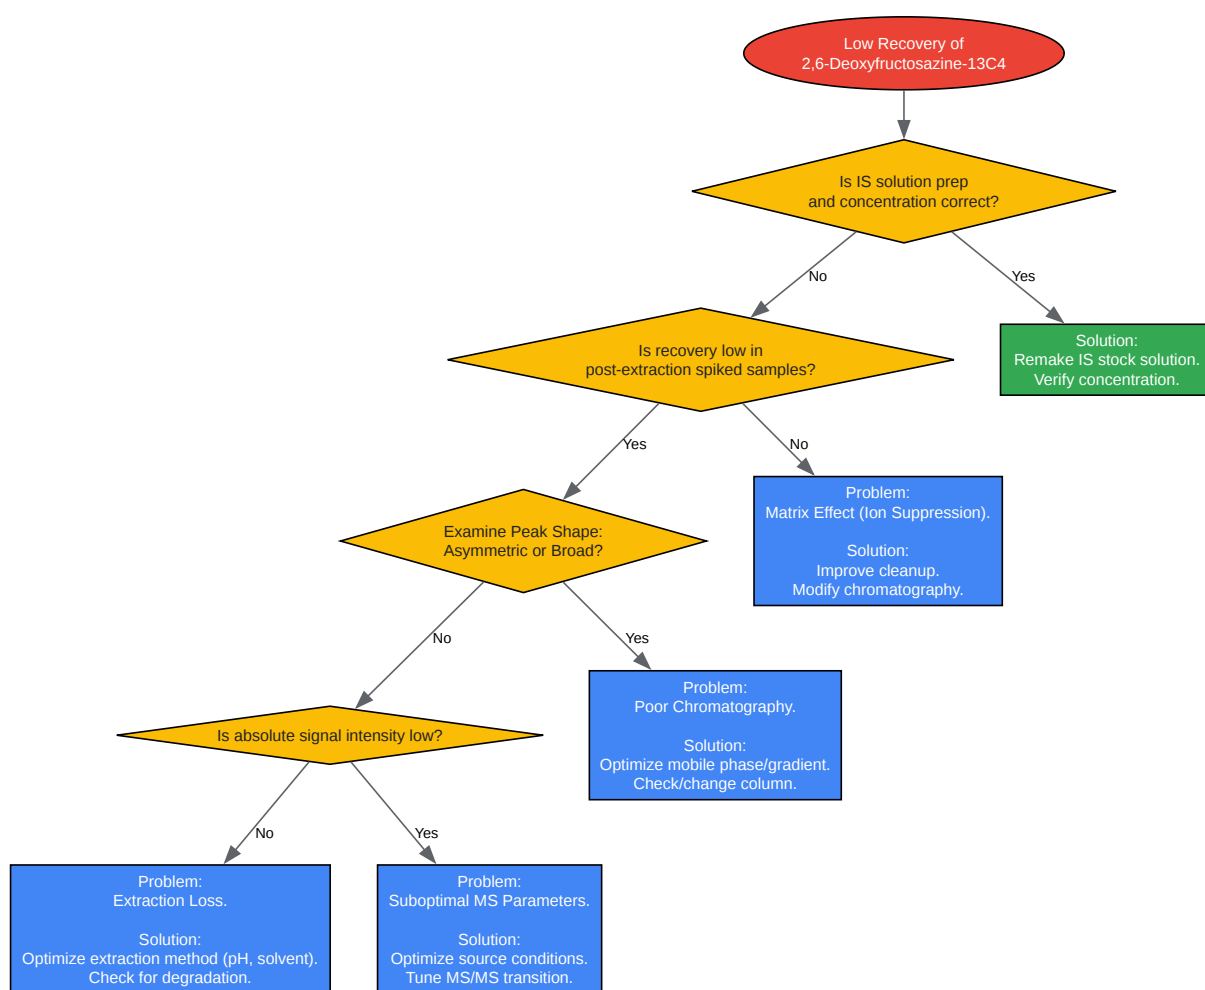 Low Recovery of
2,6-Deoxyfructosazine-13C4
Is IS solution prep
and concentration correct?
No
Yes
Is recovery low in
post-extraction spiked samples?
Solution:
Remake IS stock solution.
Verify concentration.
Yes
No
Examine Peak Shape:
Asymmetric or Broad?
Problem:
Matrix Effect (Ion Suppression).
Solution:
Improve cleanup.
Modify chromatography.
No
Yes
Is absolute signal intensity low?
Problem:
Poor Chromatography.
Solution:
Optimize mobile phase/gradient.
Check/change column.
No
Yes
Problem:
Extraction Loss.
Solution:
Optimize extraction method (pH, solvent).
Check for degradation.
Problem:
Suboptimal MS Parameters.
Solution:
Optimize source conditions.
Tune MS/MS transition.